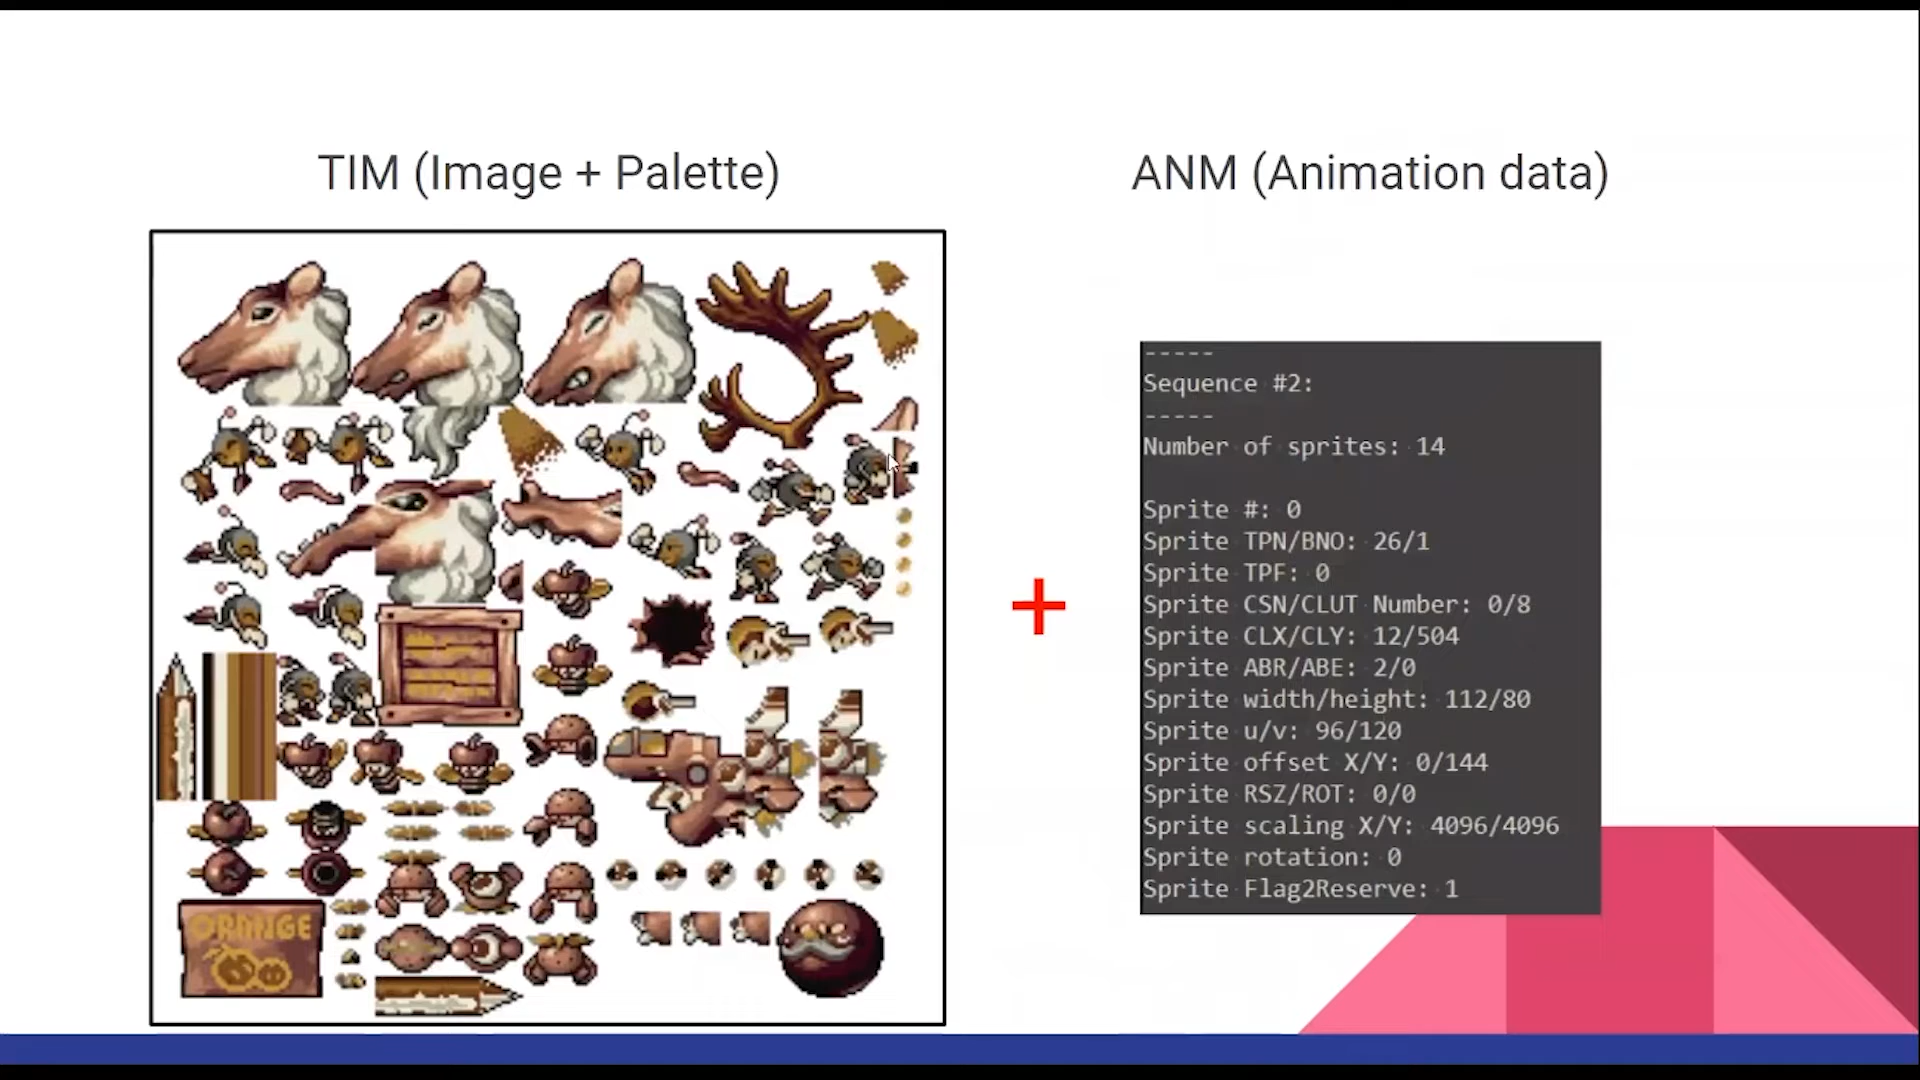 TIM (Image + Palette)
ANM (Animation data)
ORANGE
+
-----
Sequence #2:
-----
Number of sprites: 14
Sprite #: 0
Sprite TPN/BNO: 26/1
Sprite TPF: 0
Sprite CSN/CLUT Number: 0/8
Sprite CLX/CLY: 12/504
Sprite ABR/ABE: 2/0
Sprite width/height: 112/80
Sprite u/v: 96/120
Sprite offset X/Y: 0/144
Sprite RSZ/ROT: 0/0
Sprite scaling X/Y: 4096/4096
Sprite rotation: 0
Sprite Flag2Reserve: 1